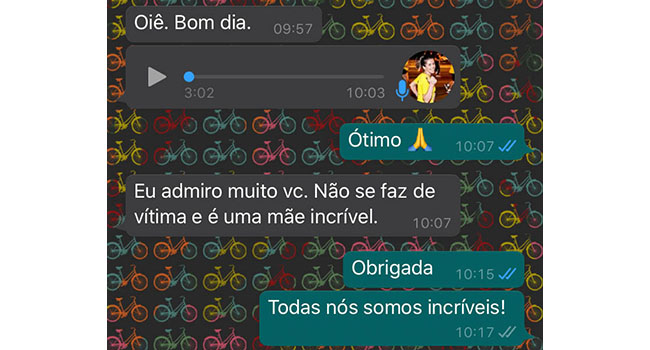 Oiê. Bom dia. 09:57
3:02 10:03
Ótimo 🙏 10:07
Eu admiro muito vc. Não se faz de
vítima e é uma mãe incrível. 10:07
Obrigada 10:15
Todas nós somos incríveis!
10:17